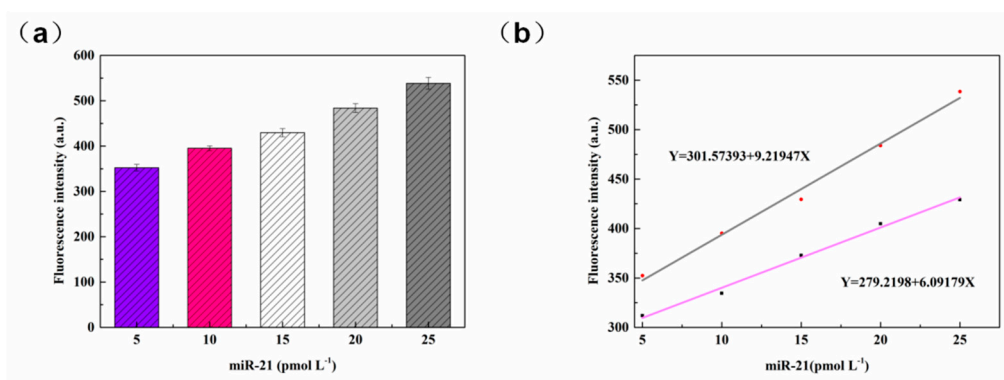 (a)
600
500
400
300
200
100
0
Fluorescence intensity (a.u.)
5 10 15 20 25
miR-21 (pmol L⁻¹)
(b)
550
500
450
400
350
300
Fluorescence intensity (a.u.)
Y=301.57393+9.21947X
Y=279.2198+6.09179X
5 10 15 20 25
miR-21(pmol L⁻¹)